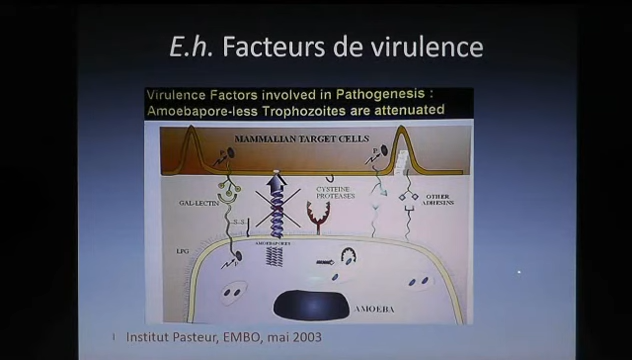 E.h. Facteurs de virulence
Virulence Factors involved in Pathogenesis :
Amoebapore-less Trophozoites are attenuated
MAMMALIAN TARGET CELLS
P
P
GAL-LECTIN
CYSTEINE
PROTEASES
OTHER
ADHESINS
S-S
LPG
AMOEBAPORES
P
AMOEBA
Institut Pasteur, EMBO, mai 2003